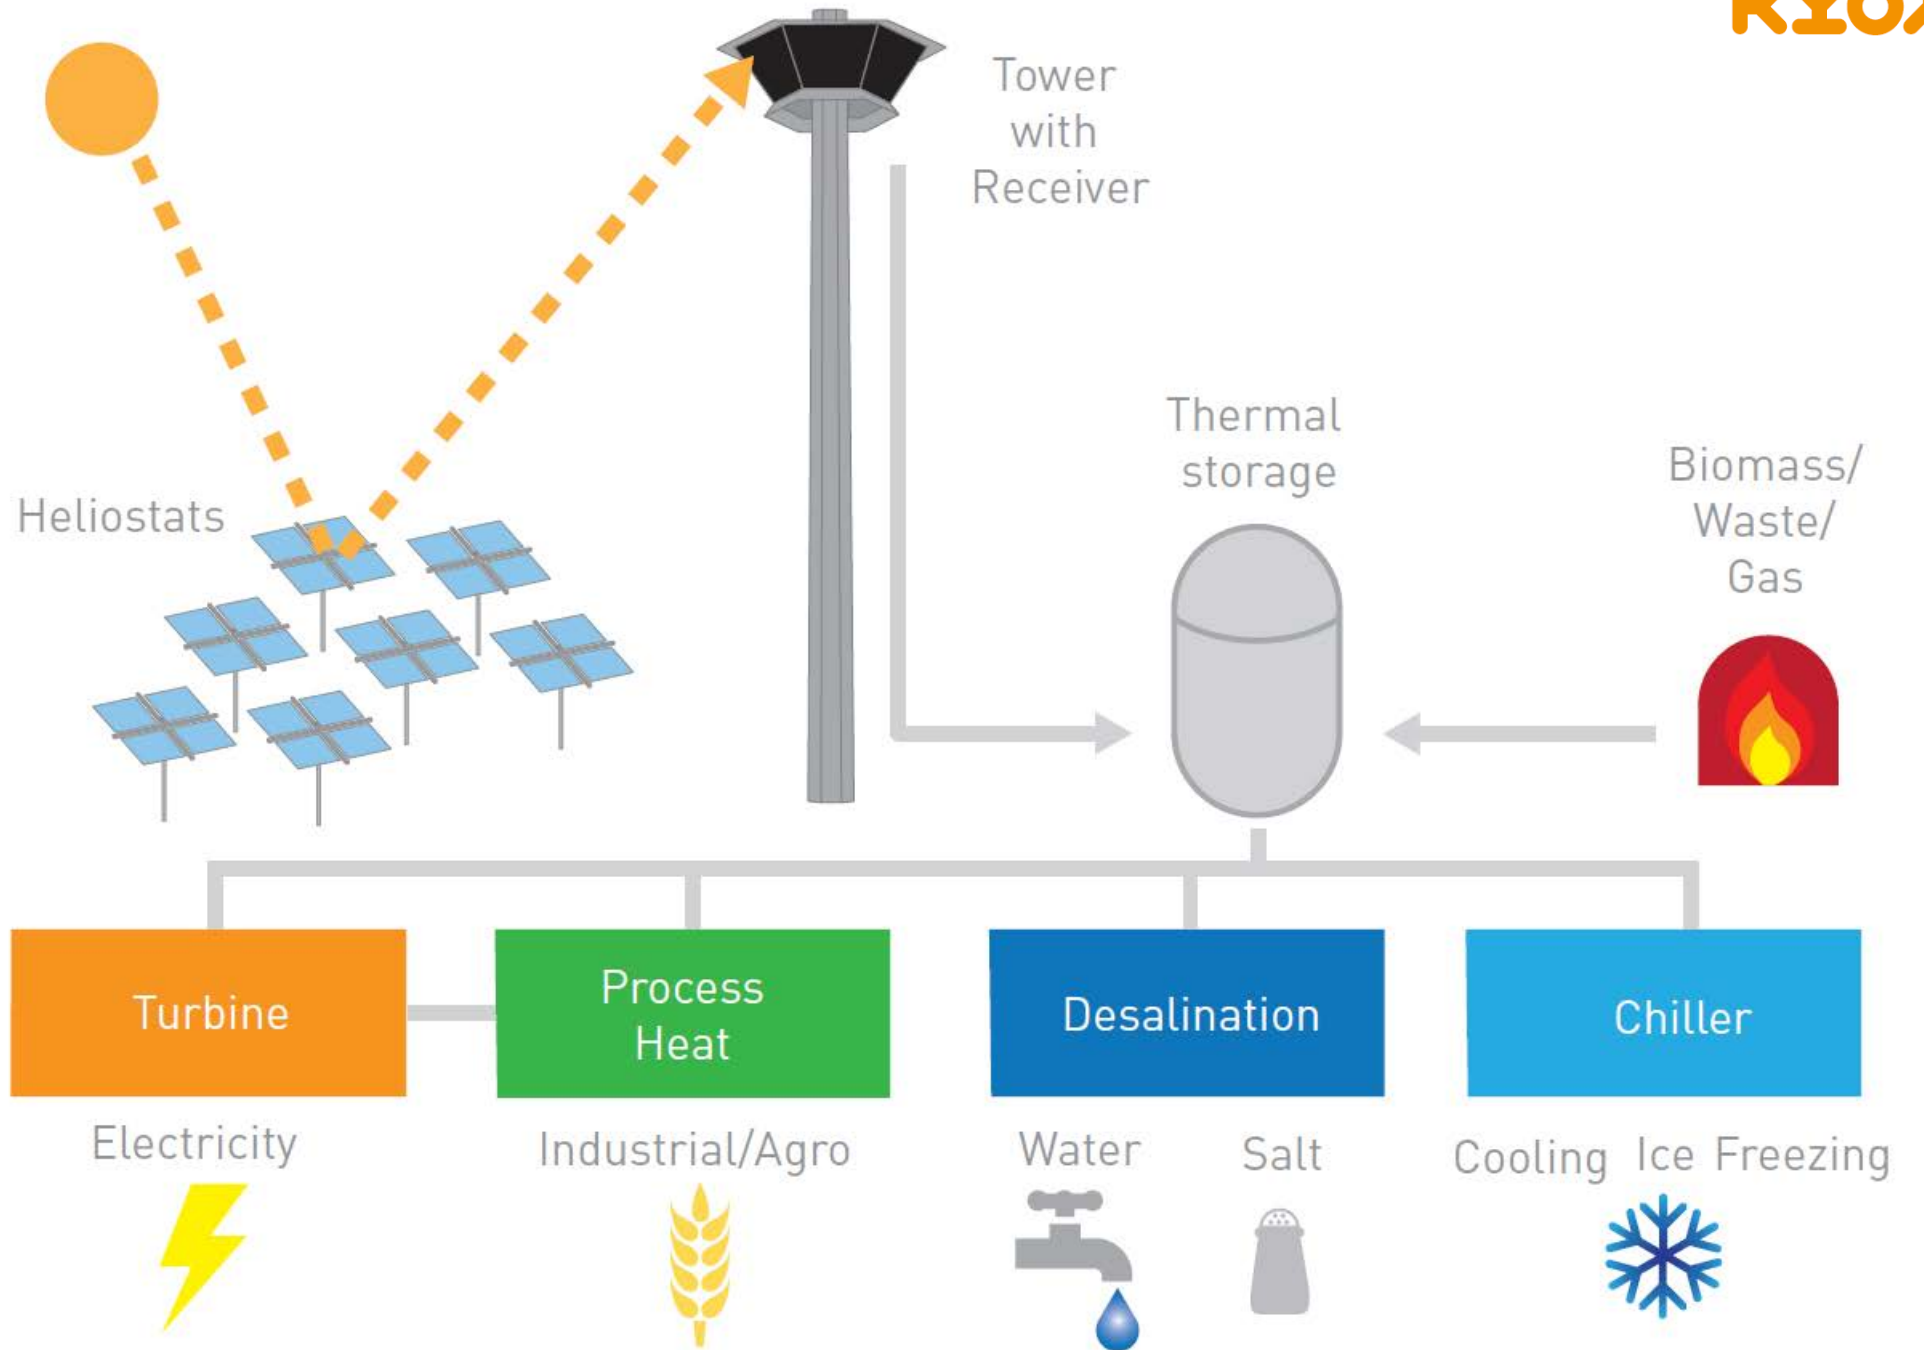 Tower
with
Receiver
Thermal
storage
Biomass/
Waste/
Gas
Heliostats
Turbine
Process
Heat
Desalination
Chiller
Electricity
Industrial/Agro
Water
Salt
Cooling
Ice
Freezing